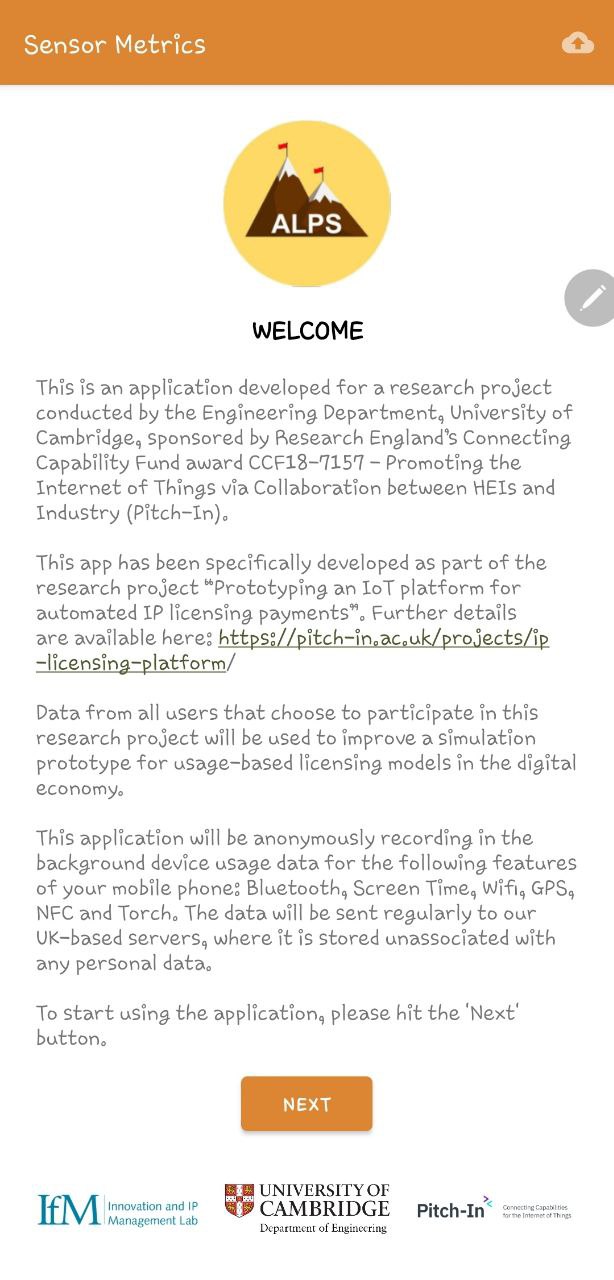 Sensor Metrics
ALPS
WELCOME
This is an application developed for a research project
conducted by the Engineering Department, University of
Cambridge, sponsored by Research England's Connecting
Capability Fund award CCF18-7157 - Promoting the
Internet of Things via Collaboration between HEIs and
Industry (Pitch-In).
This app has been specifically developed as part of the
research project "Prototyping an IoT platform for
automated IP licensing payments". Further details
are available here: https://pitch-in.ac.uk/projects/ip
-licensing-platform/
Data from all users that choose to participate in this
research project will be used to improve a simulation
prototype for usage-based licensing models in the digital
economy.
This application will be anonymously recording in the
background device usage data for the following features
of your mobile phone: Bluetooth, Screen Time, Wifi, GPS,
NFC and Torch. The data will be sent regularly to our
UK-based servers, where it is stored unassociated with
any personal data.
To start using the application, please hit the 'Next'
button.
NEXT
IfM Innovation and IP
Management Lab
UNIVERSITY OF
CAMBRIDGE
Department of Engineering
Pitch-In Connecting Capabilities
for the Internet of Things